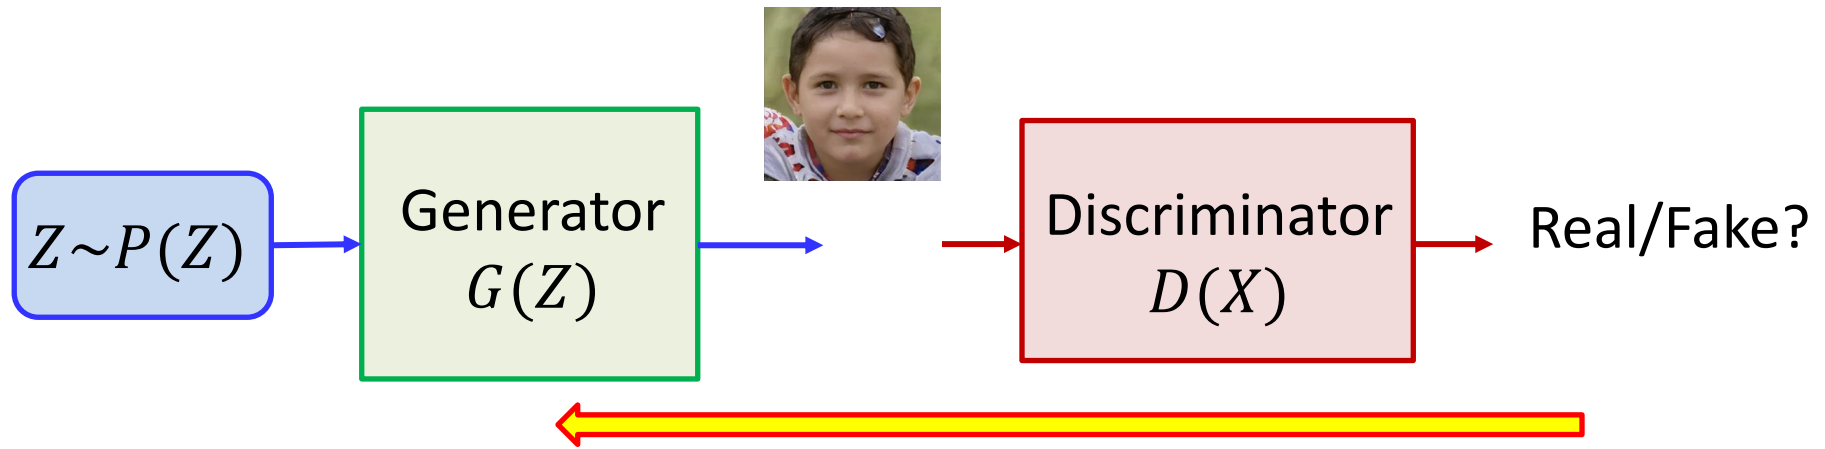 Z~P(Z)
Generator
G(Z)
Discriminator
D(X)
Real/Fake?